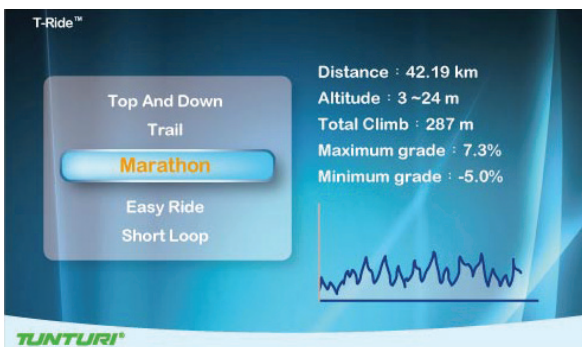 T-Ride™
Top And Down
Trail
Marathon
Easy Ride
Short Loop
Distance : 42.19 km
Altitude : 3 ~24 m
Total Climb : 287 m
Maximum grade : 7.3%
Minimum grade : -5.0%
TUNTURI®